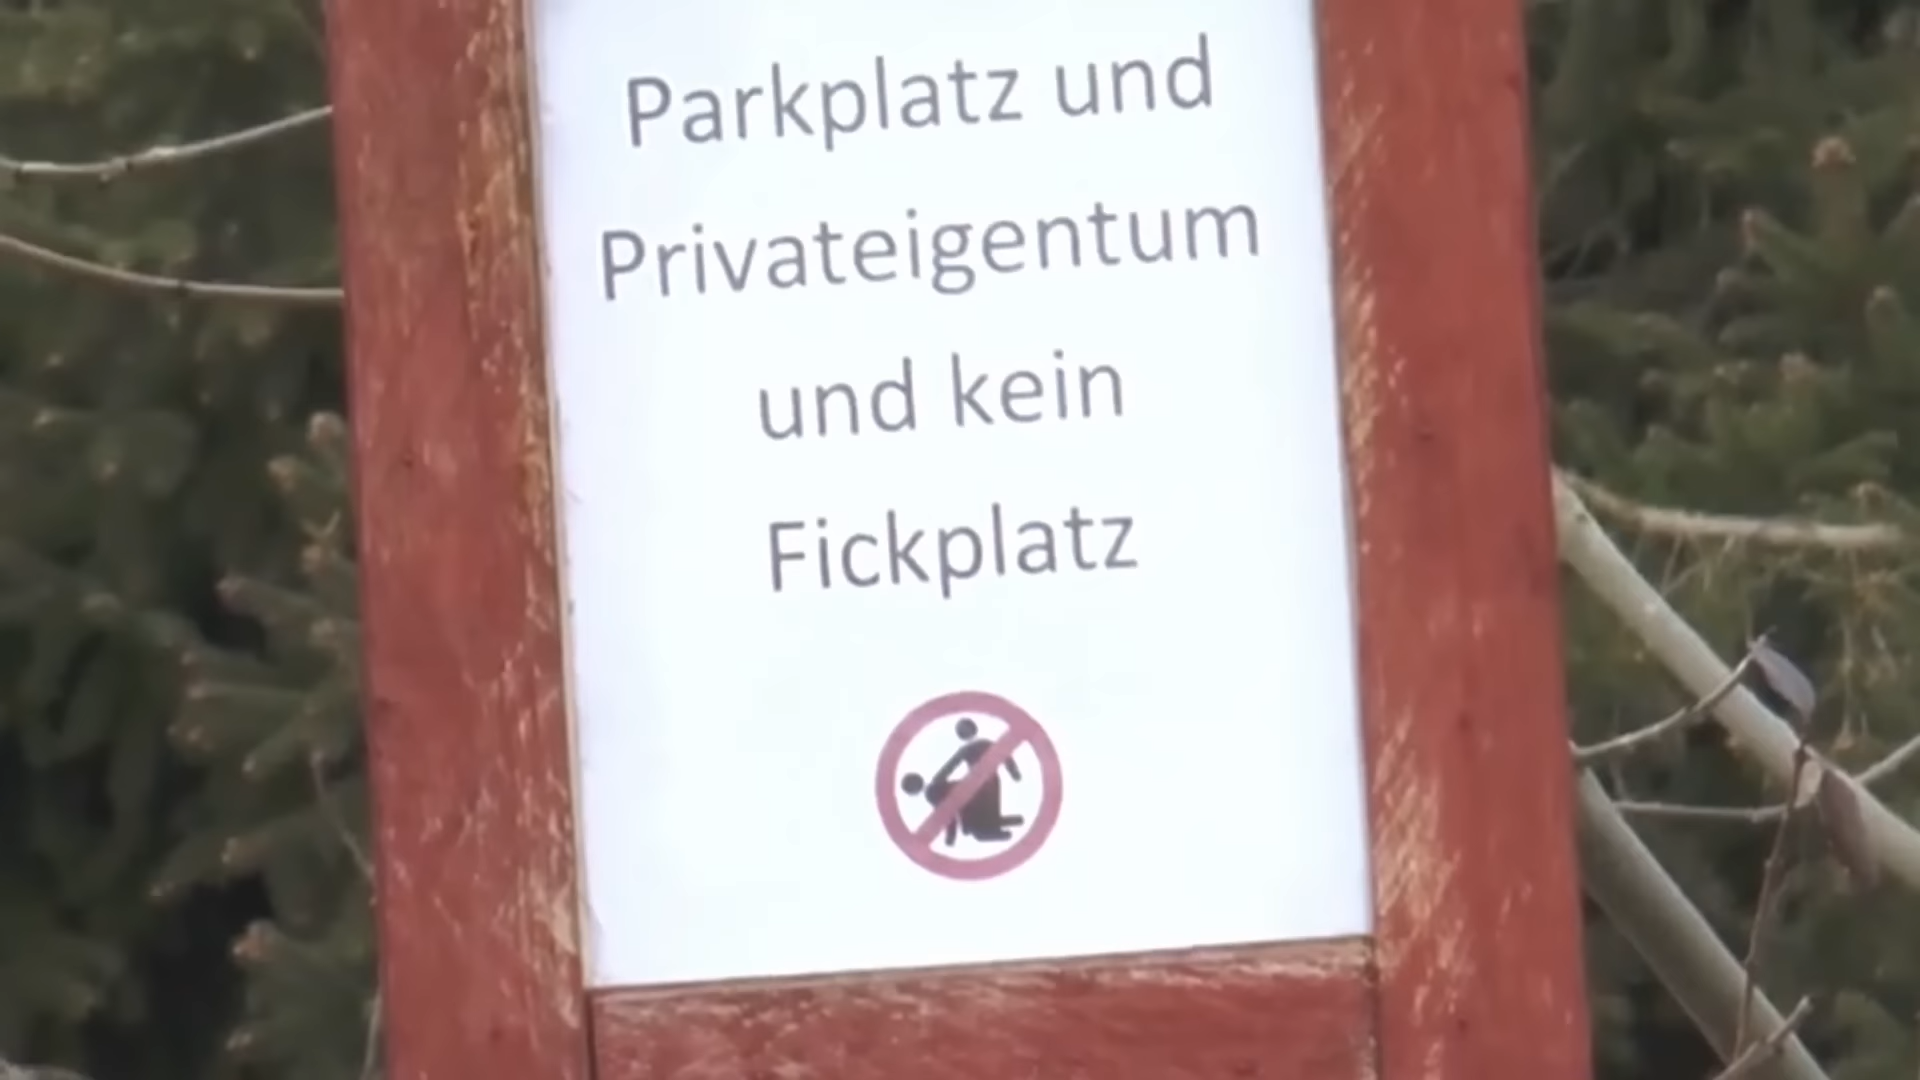 Parkplatz und
Privateigentum
und kein
Fickplatz